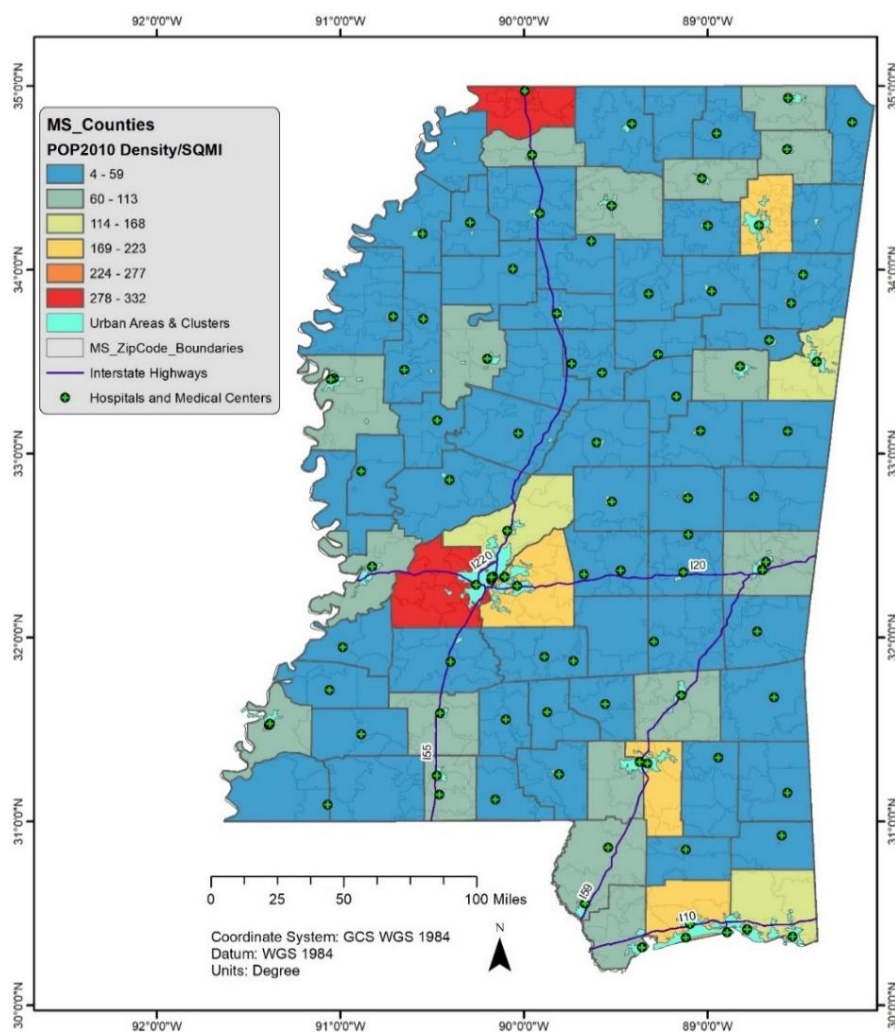 92°0'0"W 91°0'0"W 90°0'0"W 89°0'0"W
35°0'0"N
35°0'0"N
MS_Counties
POP2010 Density/SQMI
4 - 59
60 - 113
114 - 168
169 - 223
224 - 277
278 - 332
Urban Areas & Clusters
MS_ZipCode_Boundaries
Interstate Highways
Hospitals and Medical Centers
34°0'0"N
34°0'0"N
33°0'0"N
33°0'0"N
I220
I20
32°0'0"N
32°0'0"N
I55
31°0'0"N
31°0'0"N
I59
I10
0 25 50 100 Miles
Coordinate System: GCS WGS 1984
Datum: WGS 1984
Units: Degree
N
30°0'0"N
30°0'0"N
92°0'0"W 91°0'0"W 90°0'0"W 89°0'0"W